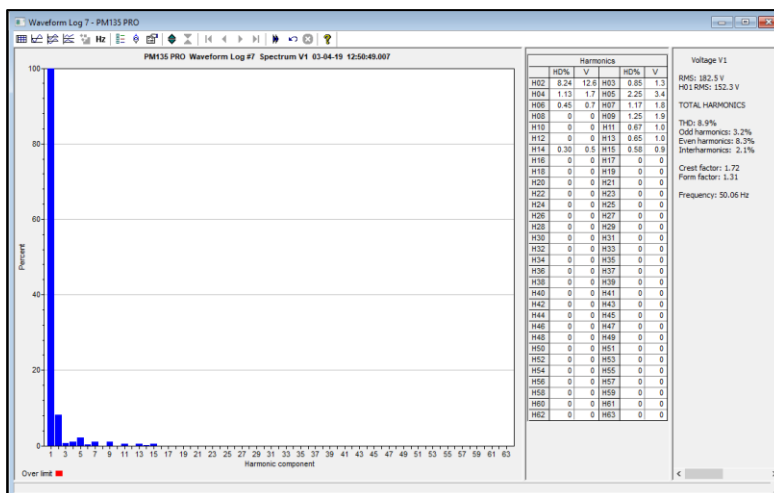 Waveform Log 7 - PM135 PRO
Hz
PM135 PRO Waveform Log #7 Spectrum V1 03-04-19 12:50:49.007
100
80
60
40
20
0
Percent
1 3 5 7 9 11 13 15 17 19 21 23 25 27 29 31 33 35 37 39 41 43 45 47 49 51 53 55 57 59 61 63
Harmonic component
Over limit
Harmonics
HD% V HD% V
H02 8.24 12.6 H03 0.85 1.3
H04 1.13 1.7 H05 2.25 3.4
H06 0.45 0.7 H07 1.17 1.8
H08 0 0 H09 1.25 1.9
H10 0 0 H11 0.67 1.0
H12 0 0 H13 0.65 1.0
H14 0.30 0.5 H15 0.58 0.9
H16 0 0 H17 0 0
H18 0 0 H19 0 0
H20 0 0 H21 0 0
H22 0 0 H23 0 0
H24 0 0 H25 0 0
H26 0 0 H27 0 0
H28 0 0 H29 0 0
H30 0 0 H31 0 0
H32 0 0 H33 0 0
H34 0 0 H35 0 0
H36 0 0 H37 0 0
H38 0 0 H39 0 0
H40 0 0 H41 0 0
H42 0 0 H43 0 0
H44 0 0 H45 0 0
H46 0 0 H47 0 0
H48 0 0 H49 0 0
H50 0 0 H51 0 0
H52 0 0 H53 0 0
H54 0 0 H55 0 0
H56 0 0 H57 0 0
H58 0 0 H59 0 0
H60 0 0 H61 0 0
H62 0 0 H63 0 0
Voltage V1
RMS: 182.5 V
H01 RMS: 152.3 V
TOTAL HARMONICS
THD: 8.9%
Odd harmonics: 3.2%
Even harmonics: 8.3%
Interharmonics: 2.1%
Crest factor: 1.72
Form factor: 1.31
Frequency: 50.06 Hz